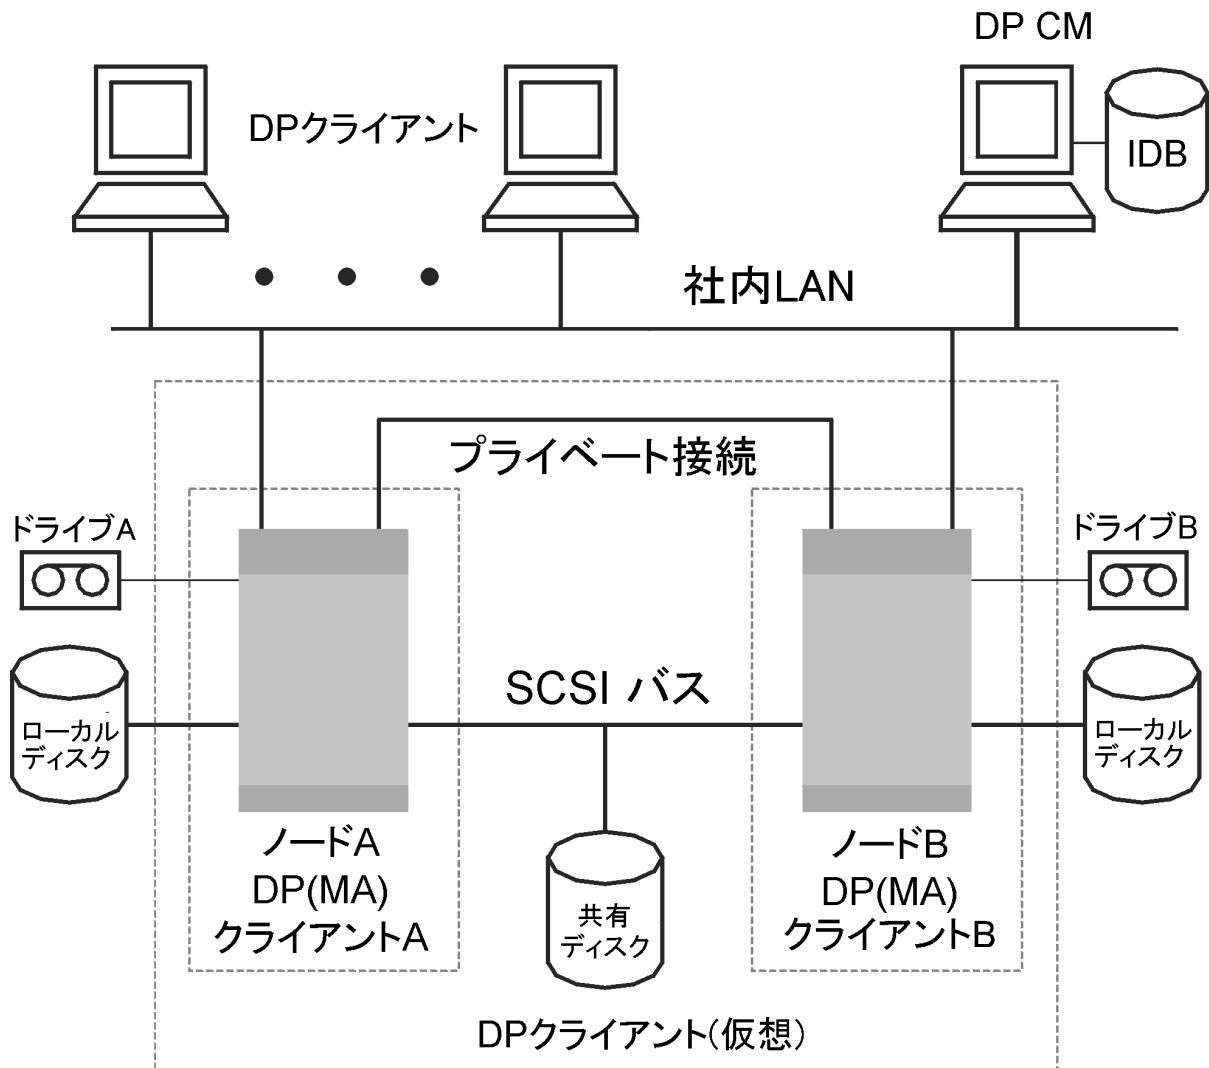 DP CM
DPクライアント
IDB
社内LAN
プライベート接続
ドライブA
ドライブB
SCSI バス
ローカル
ディスク
ローカル
ディスク
ノードA
DP(MA)
クライアントA
共有
ディスク
ノードB
DP(MA)
クライアントB
DPクライアント(仮想)